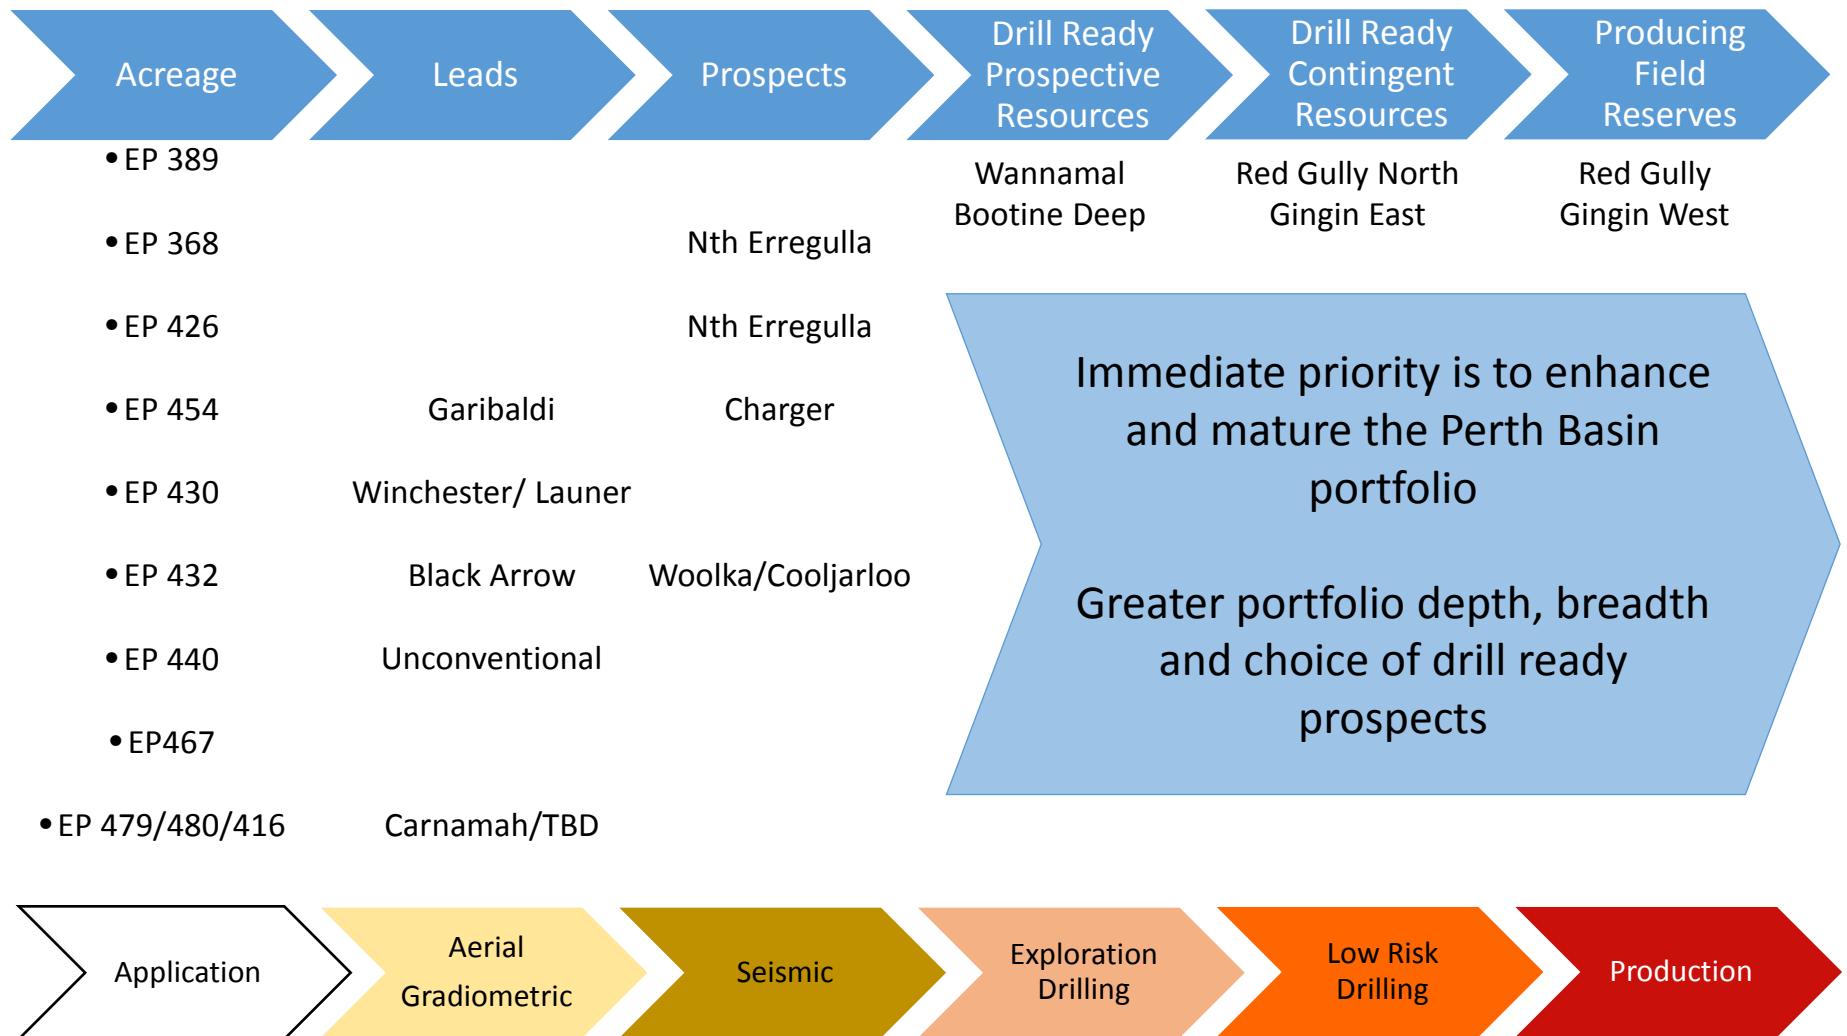 Acreage
Leads
Prospects
Drill Ready
Prospective
Resources
Drill Ready
Contingent
Resources
Producing
Field
Reserves
• EP 389
Wannamal
Bootine Deep
Red Gully North
Gingin East
Red Gully
Gingin West
• EP 368
Nth Erregulla
• EP 426
Nth Erregulla
• EP 454
Garibaldi
Charger
• EP 430
Winchester/ Launer
• EP 432
Black Arrow
Woolka/Cooljarloo
• EP 440
Unconventional
• EP467
• EP 479/480/416
Carnamah/TBD
Immediate priority is to enhance
and mature the Perth Basin
portfolio
Greater portfolio depth, breadth
and choice of drill ready
prospects
Application
Aerial
Gradiometric
Seismic
Exploration
Drilling
Low Risk
Drilling
Production